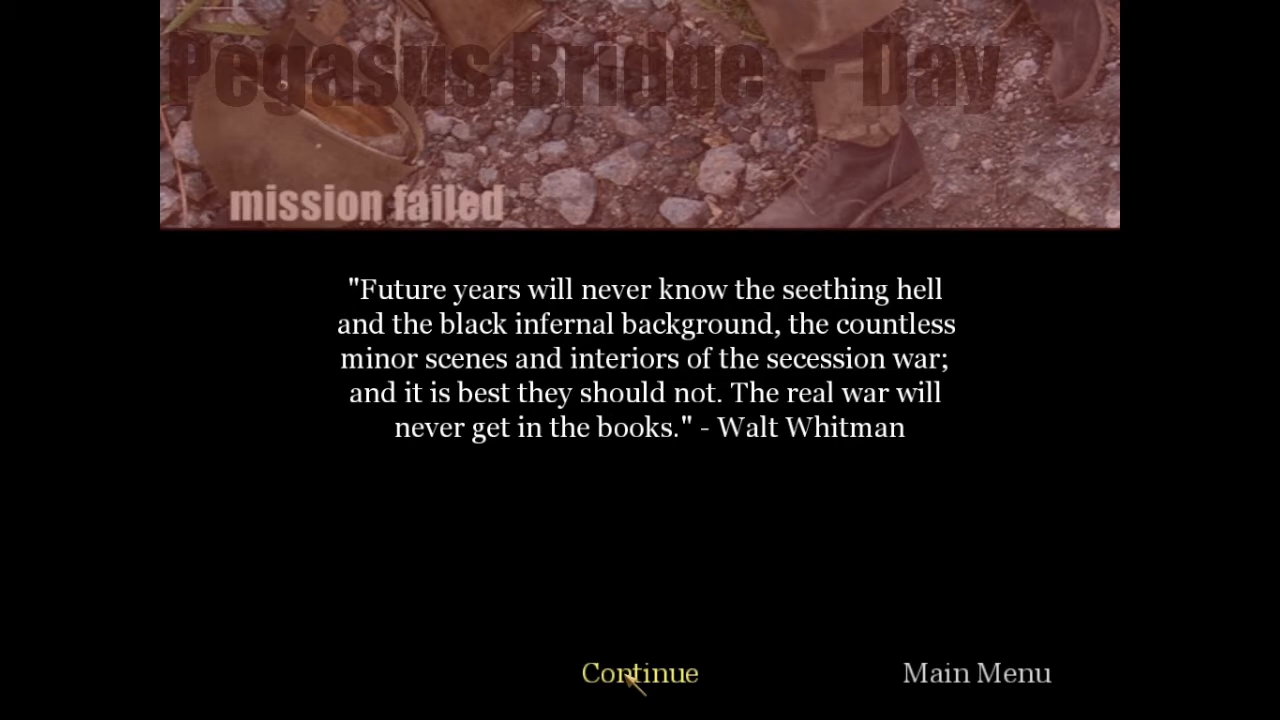 Pegasus Bridge - Day
mission failed
"Future years will never know the seething hell
and the black infernal background, the countless
minor scenes and interiors of the secession war;
and it is best they should not. The real war will
never get in the books." - Walt Whitman
Continue
Main Menu